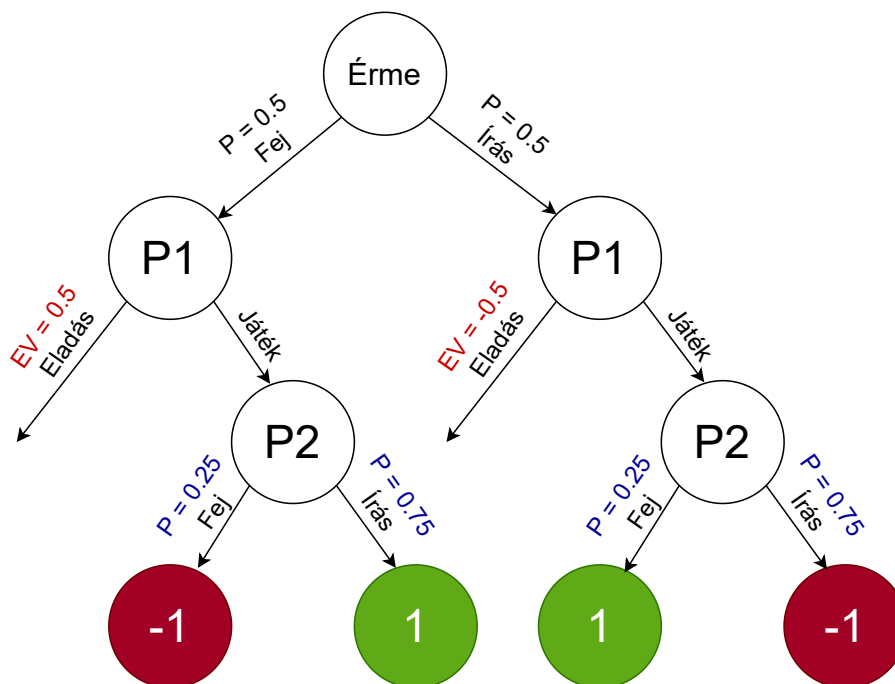 Érme
P = 0.5
Fej
P = 0.5
Írás
P1
P1
EV = 0.5
Eladás
Játék
EV = -0.5
Eladás
Játék
P2
P2
P = 0.25
Fej
P = 0.75
Írás
P = 0.25
Fej
P = 0.75
Írás
-1
1
1
-1